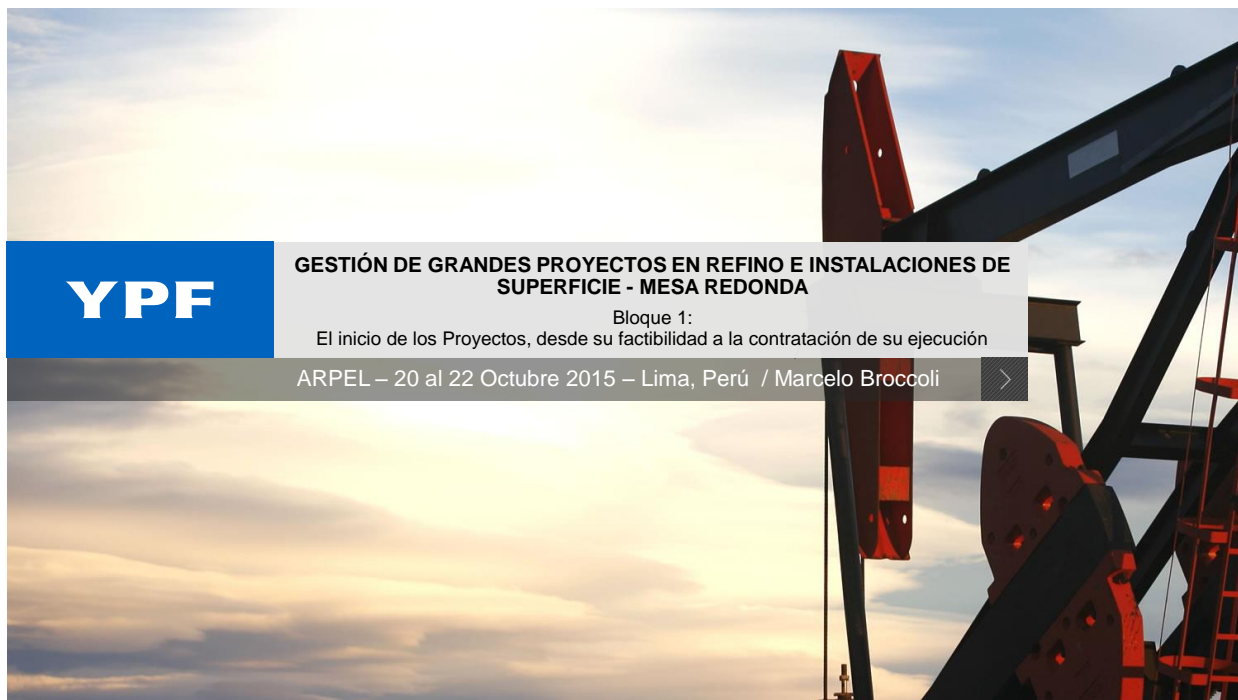 YPF
GESTIÓN DE GRANDES PROYECTOS EN REFINO E INSTALACIONES DE
SUPERFICIE - MESA REDONDA
Bloque 1:
El inicio de los Proyectos, desde su factibilidad a la contratación de su ejecución
ARPEL – 20 al 22 Octubre 2015 – Lima, Perú / Marcelo Broccoli